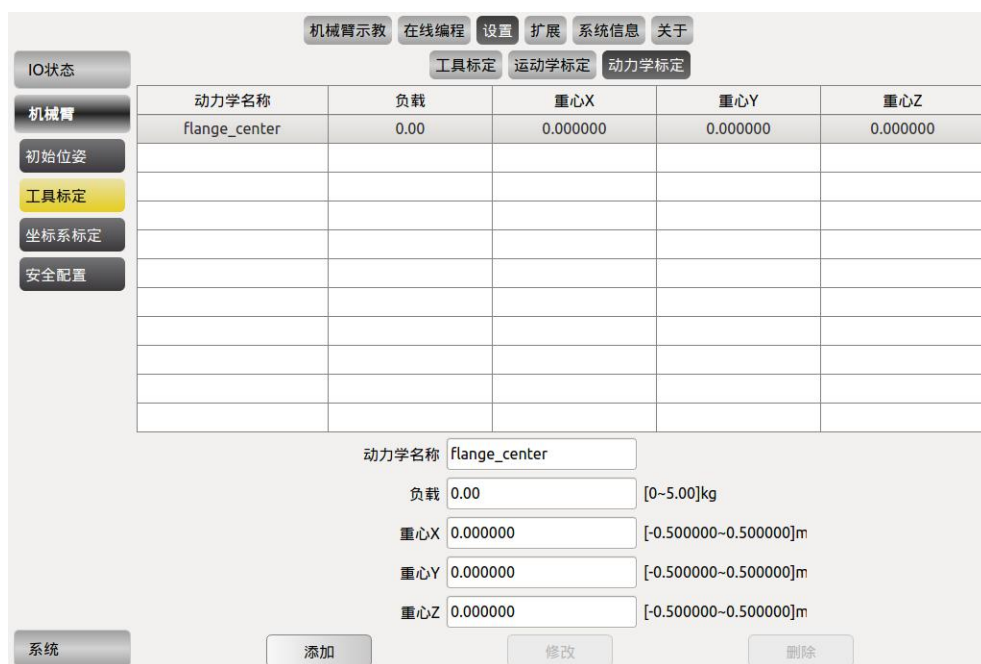 机械臂示教 在线编程 设置 扩展 系统信息 关于
IO状态 工具标定 运动学标定 动力学标定
机械臂 动力学名称 负载 重心X 重心Y 重心Z
flange_center 0.00 0.000000 0.000000 0.000000
初始位姿
工具标定
坐标系标定
安全配置
动力学名称 flange_center
负载 0.00 [0~5.00]kg
重心X 0.000000 [-0.500000~0.500000]m
重心Y 0.000000 [-0.500000~0.500000]m
重心Z 0.000000 [-0.500000~0.500000]m
系统 添加 修改 删除